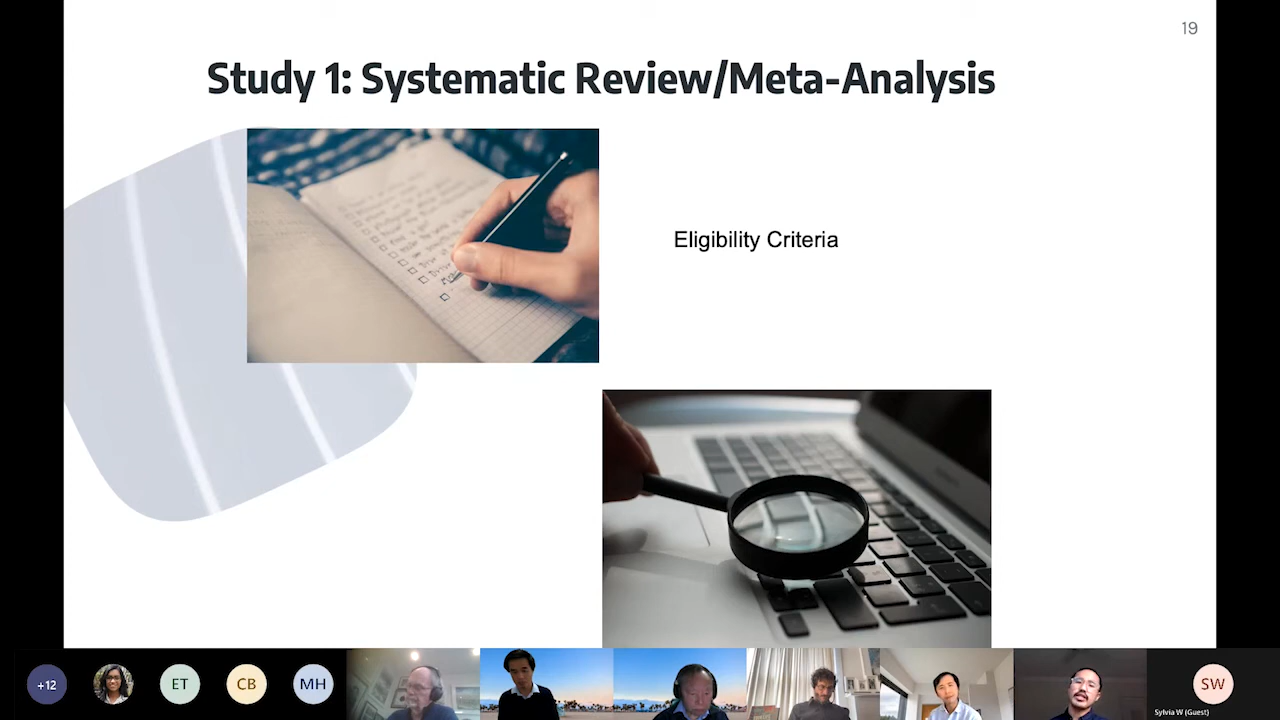 19
Study 1: Systematic Review/Meta-Analysis
Eligibility Criteria
+12
ET
CB
MH
SW
Sylvia W (Guest)